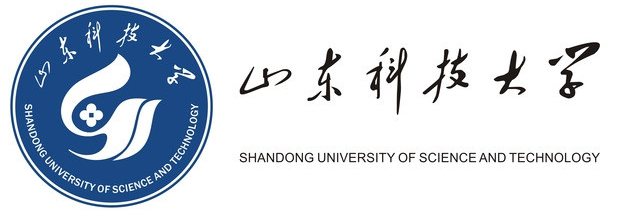 山东科技大学
SHANDONG UNIVERSITY OF SCIENCE AND TECHNOLOGY
山东科技大学
SHANDONG UNIVERSITY OF SCIENCE AND TECHNOLOGY